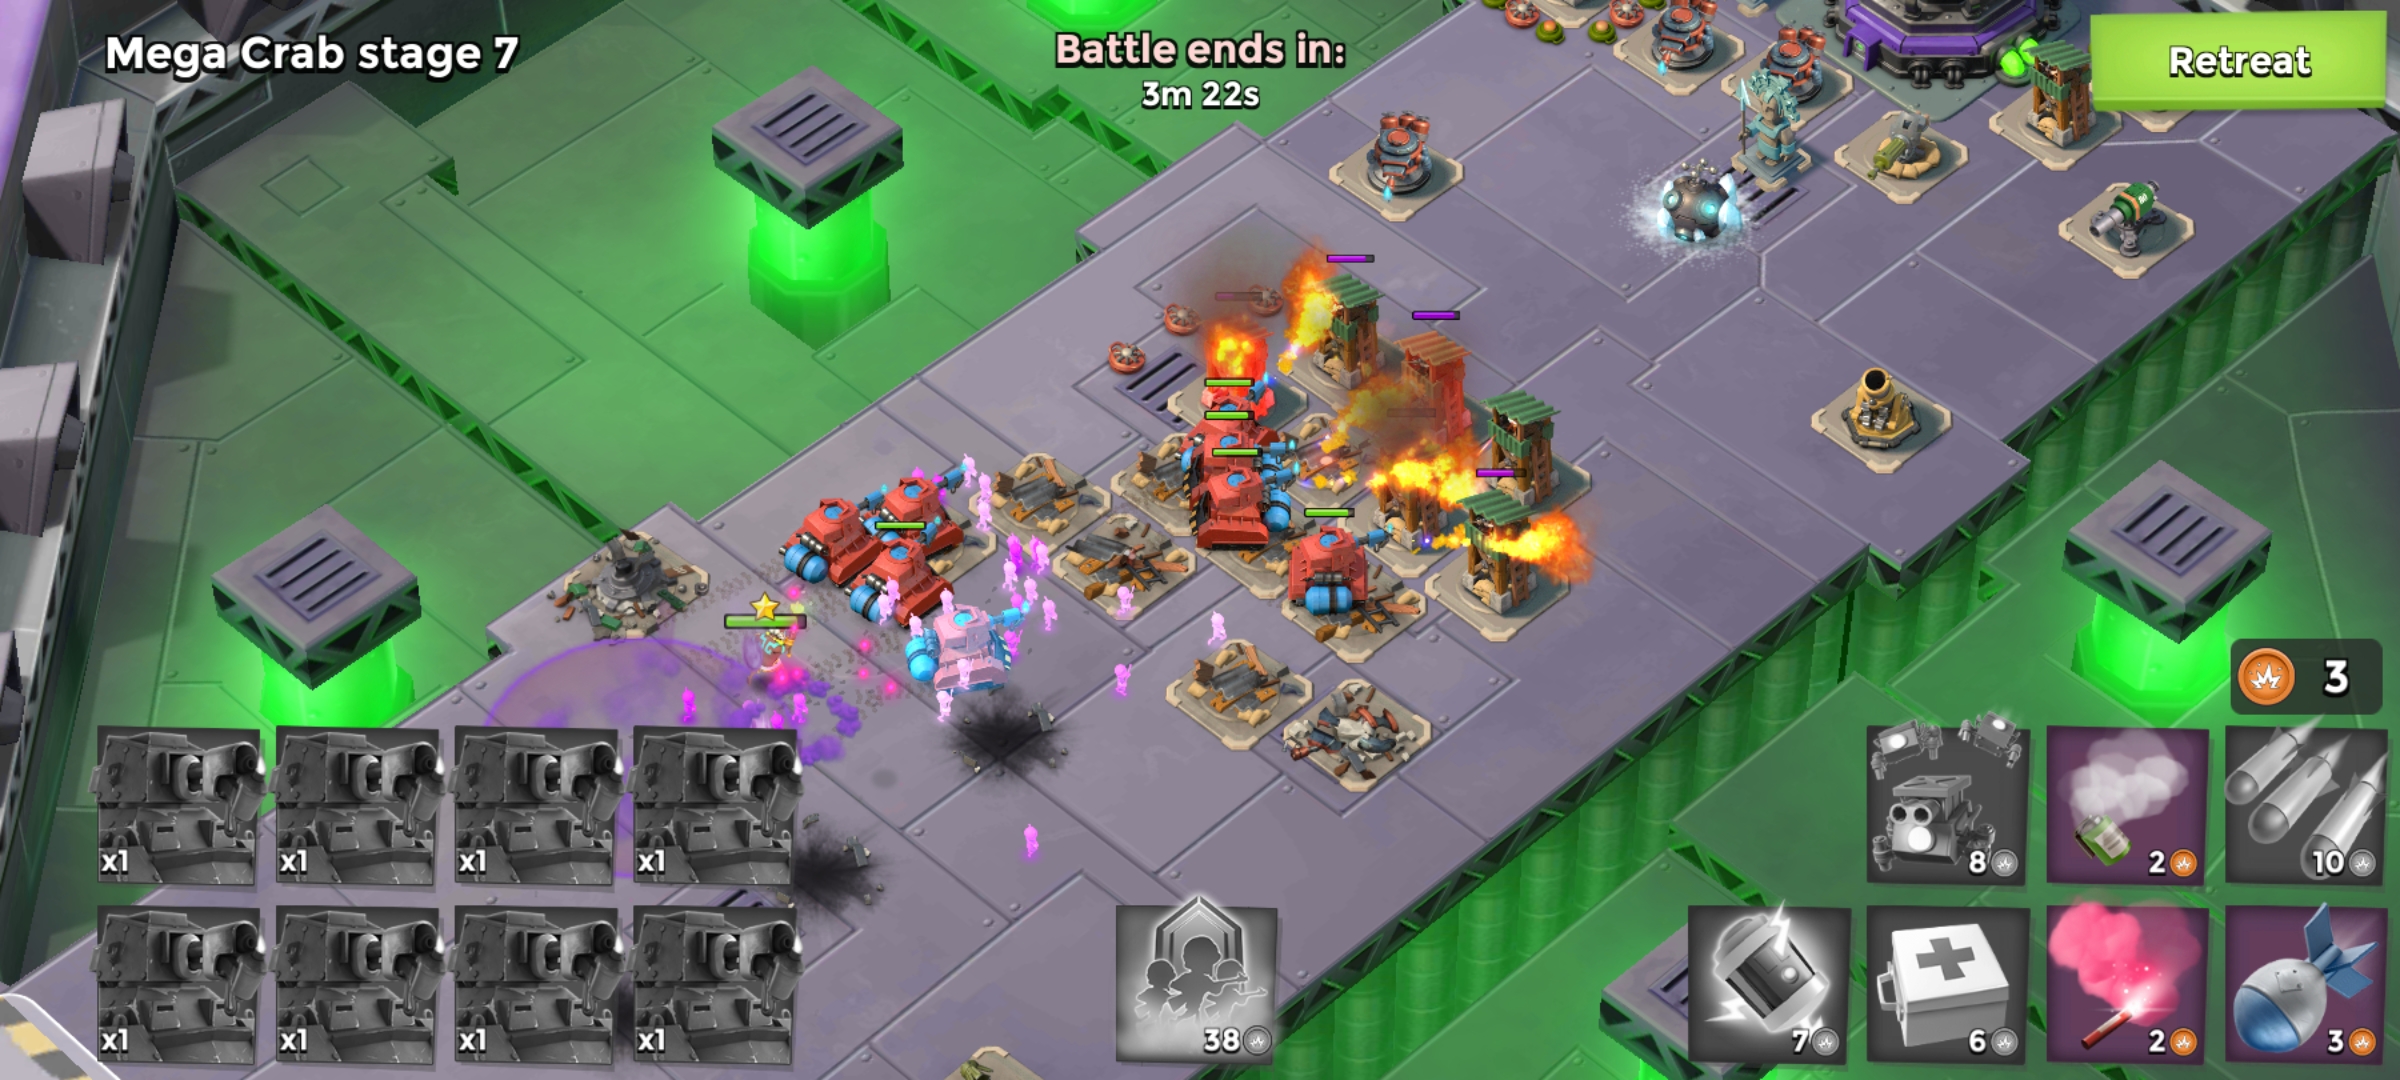 Mega Crab stage 7
Battle ends in:
3m 22s
Retreat
3
x1
x1
x1
x1
8
2
10
x1
x1
x1
x1
38
7
6
2
3